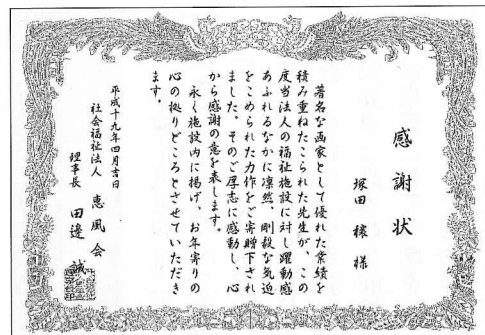 感謝状
塚田 穣 様
著名な画家として優れた業績を
積み重ねたこられた先生が、この
度当法人の福祉施設に対し躍動感
あふれるなかに凛然、剛毅な気迫
をこめられた力作をご寄贈下され
ました。そのご厚志に感動し、心
から感謝の意を表します。
永く施設内に掲げ、お年寄りの
心の拠りどころとさせていただき
ます。
平成十九年四月吉日
社会福祉法人 恵風会
理事長 田邊 誠